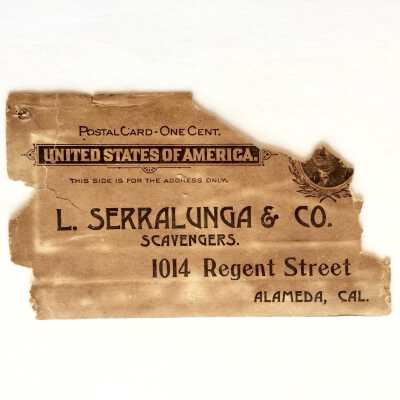 POSTAL CARD - ONE CENT.
UNITED STATES OF AMERICA.
THIS SIDE IS FOR THE ADDRESS ONLY.
L. SERRALUNGA & CO.
SCAVENGERS.
1014 Regent Street
ALAMEDA, CAL.